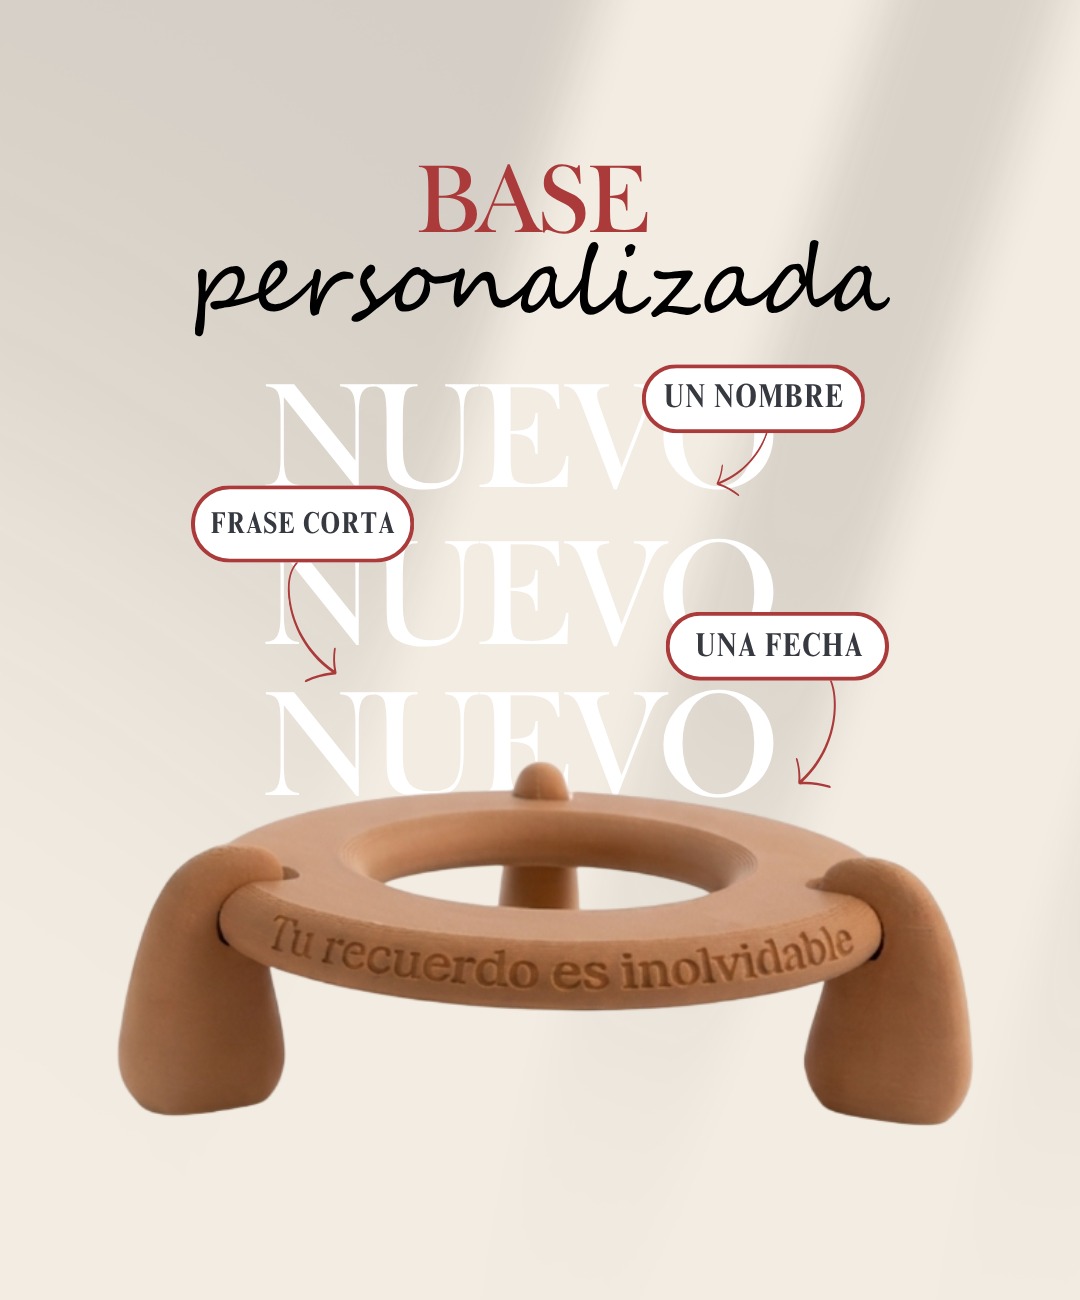 BASE
personalizada
NUEVO
UN NOMBRE
FRASE CORTA
NUEVO
UNA FECHA
NUEVO
Tu recuerdo es inolvidable